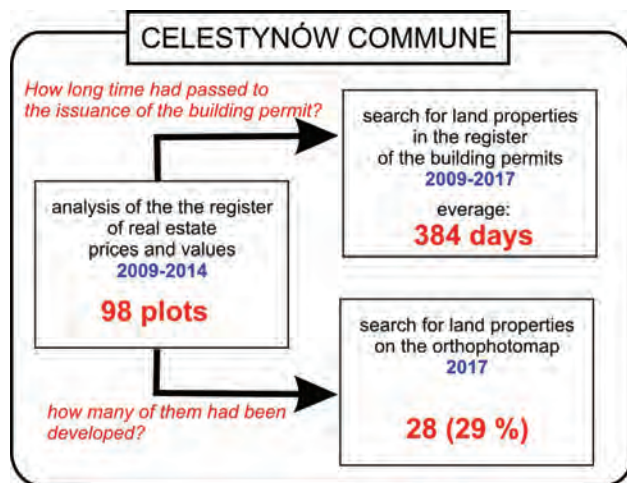 CELESTYNÓW COMMUNE
How long time had passed to
the issuance of the building permit?
search for land properties
in the register
of the building permits
2009-2017
everage:
384 days
analysis of the the register
of real estate
prices and values
2009-2014
98 plots
search for land properties
on the orthophotomap
2017
28 (29 %)
how many of them had been
developed?